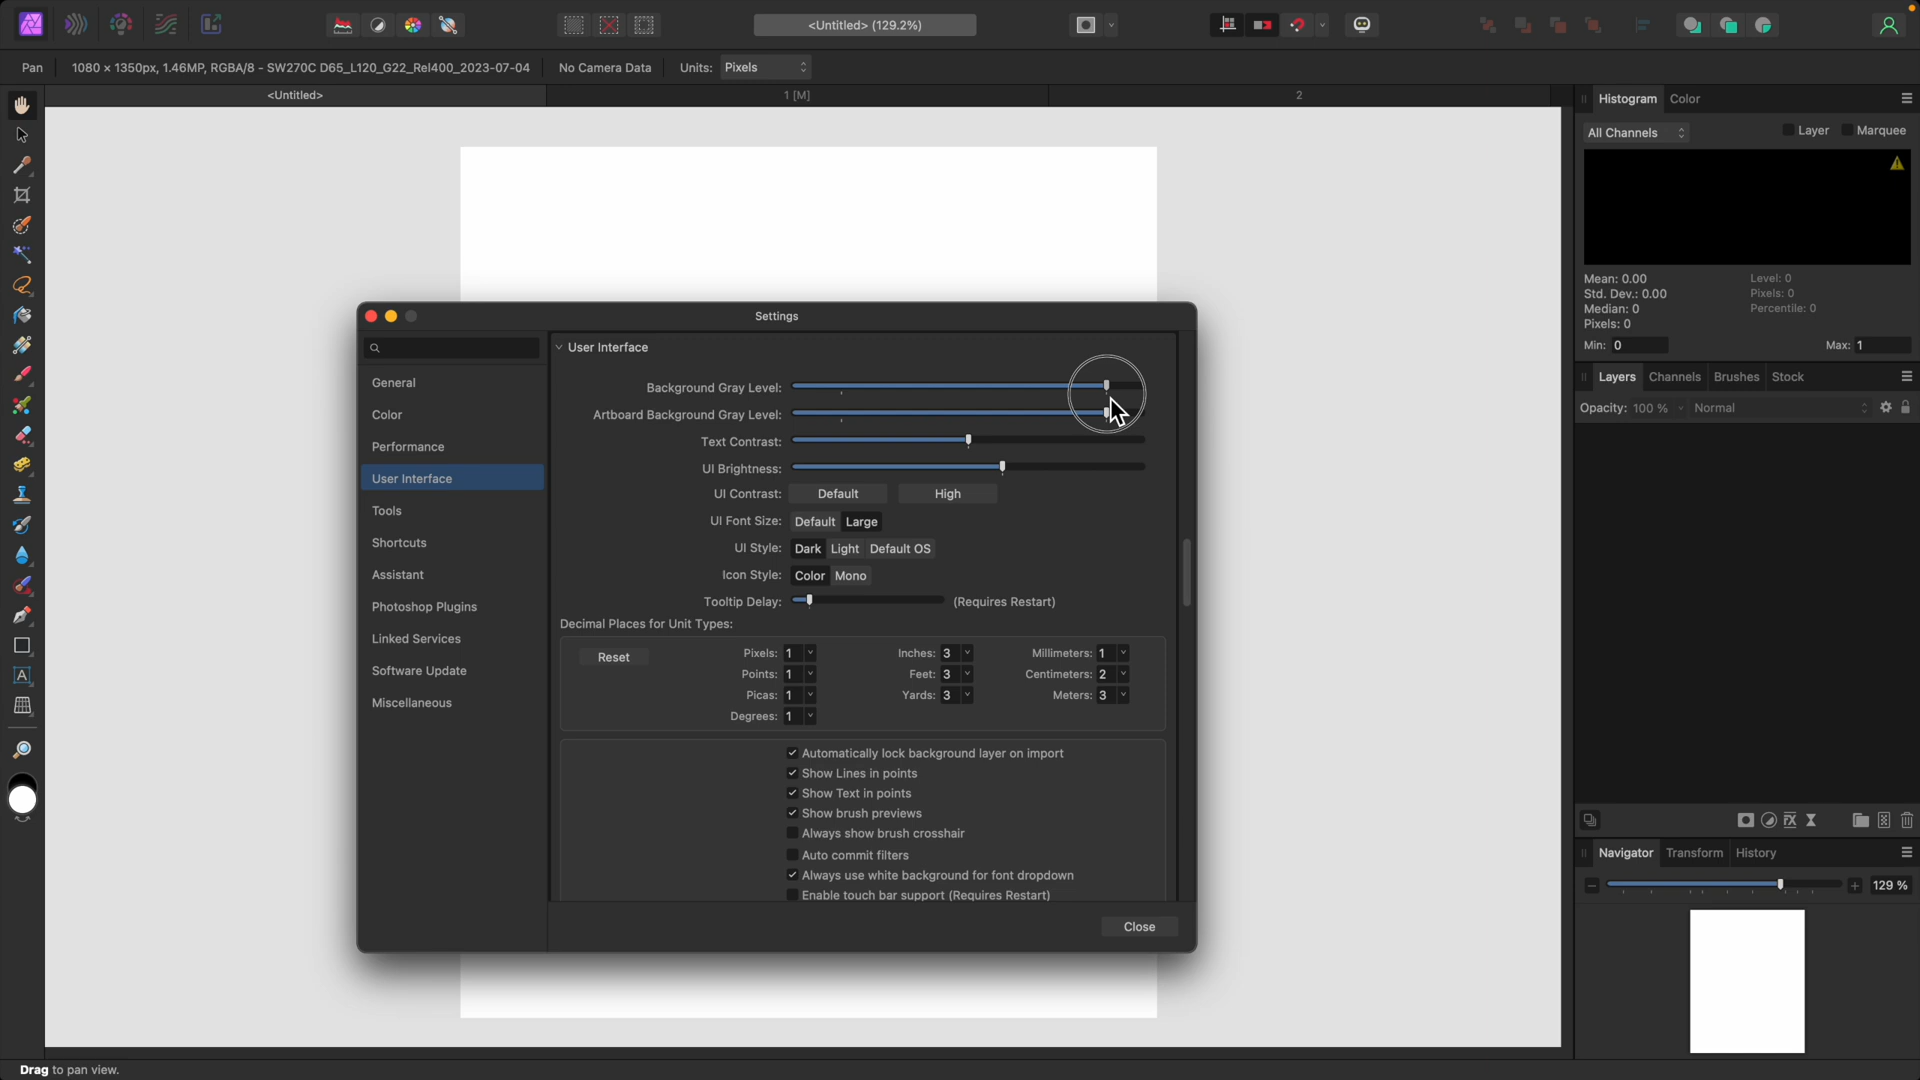 <Untitled> (129.2%)
Pan 1080 × 1350px, 1.46MP, RGBA/8 - SW270C D65_L120_G22_Rel400_2023-07-04 No Camera Data Units: Pixels
<Untitled> 1 [M] 2
Histogram Color
All Channels Layer Marquee
Mean: 0.00 Level: 0
Std. Dev.: 0.00 Pixels: 0
Median: 0 Percentile: 0
Pixels: 0
Min: 0 Max: 1
Layers Channels Brushes Stock
Opacity: 100 % Normal
Settings
General
Color
Performance
User Interface
Tools
Shortcuts
Assistant
Photoshop Plugins
Linked Services
Software Update
Miscellaneous
User Interface
Background Gray Level:
Artboard Background Gray Level:
Text Contrast:
UI Brightness:
UI Contrast: Default High
UI Font Size: Default Large
UI Style: Dark Light Default OS
Icon Style: Color Mono
Tooltip Delay: (Requires Restart)
Decimal Places for Unit Types:
Reset Pixels: 1 Inches: 3 Millimeters: 1
Points: 1 Feet: 3 Centimeters: 2
Picas: 1 Yards: 3 Meters: 3
Degrees: 1
Automatically lock background layer on import
Show Lines in points
Show Text in points
Show brush previews
Always show brush crosshair
Auto commit filters
Always use white background for font dropdown
Enable touch bar support (Requires Restart)
Close
Navigator Transform History
129 %
Drag to pan view.